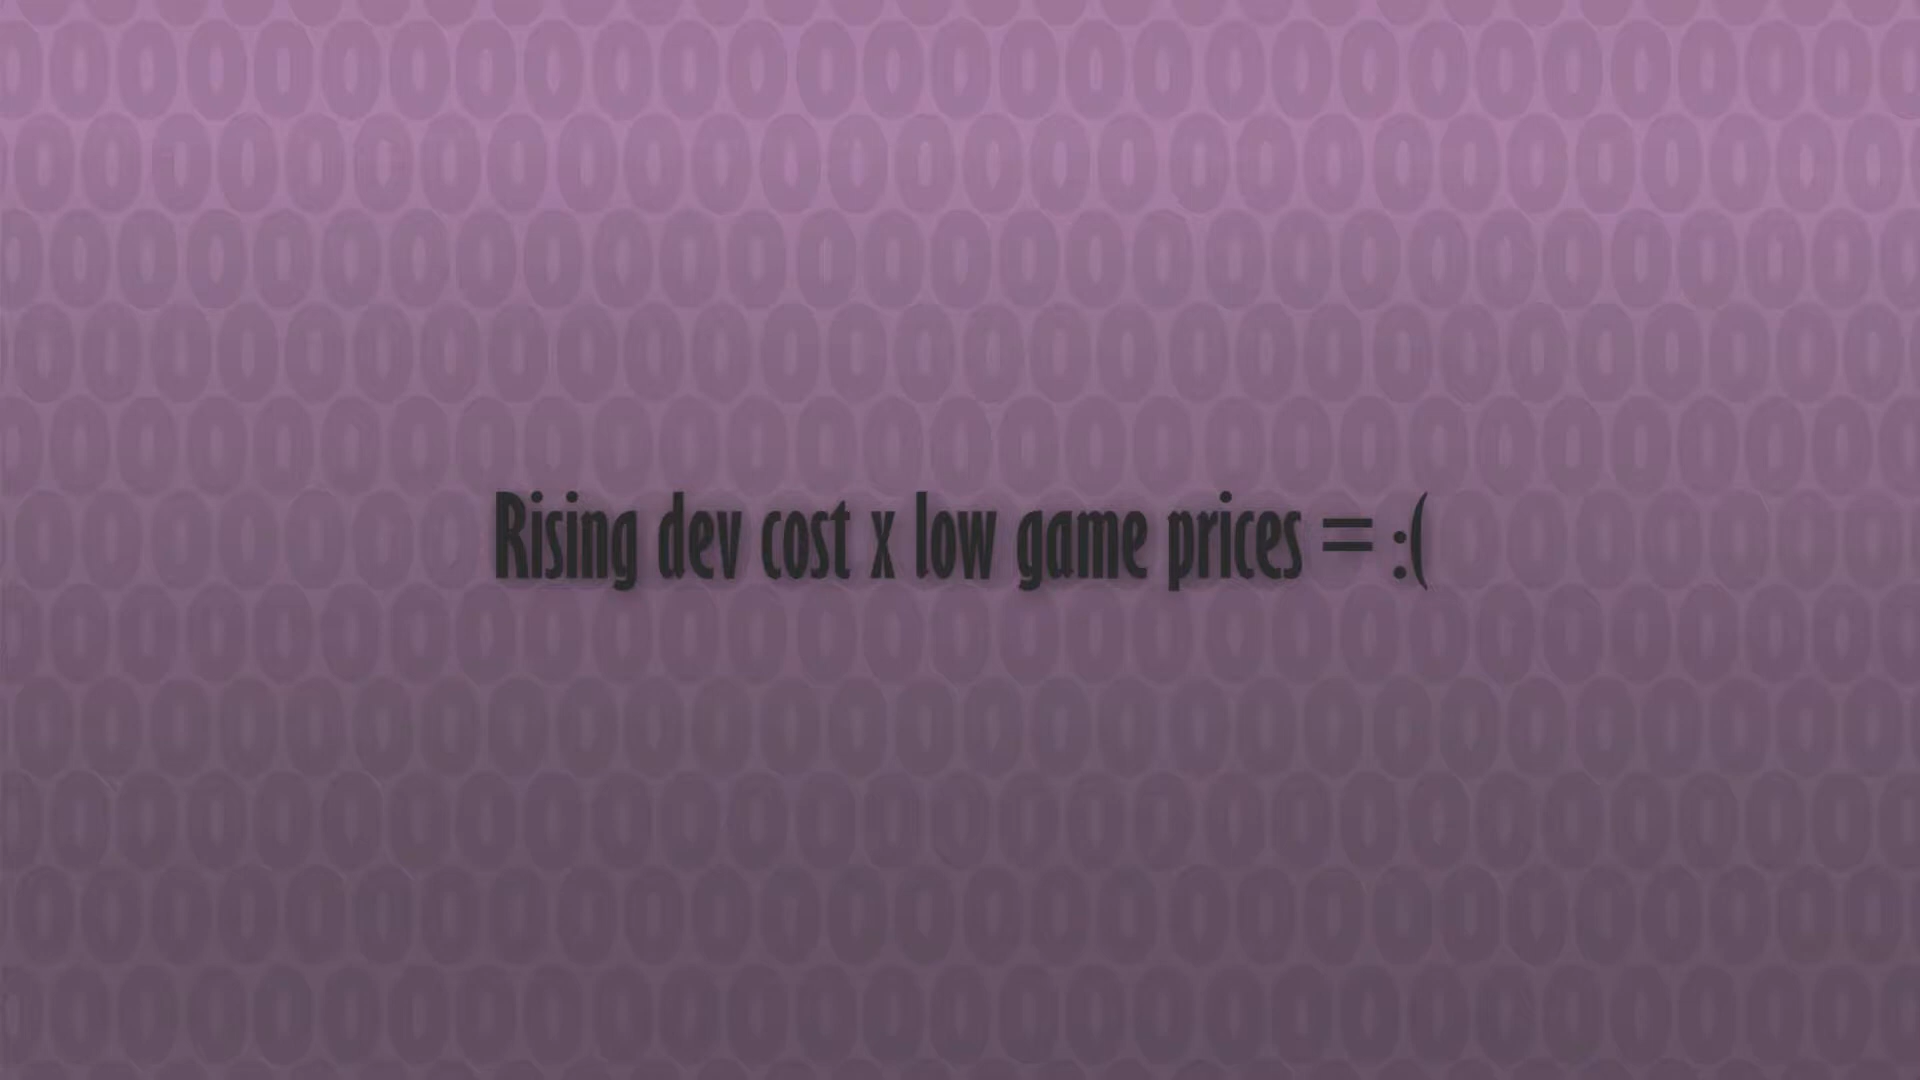 Rising dev cost x low game prices = :(